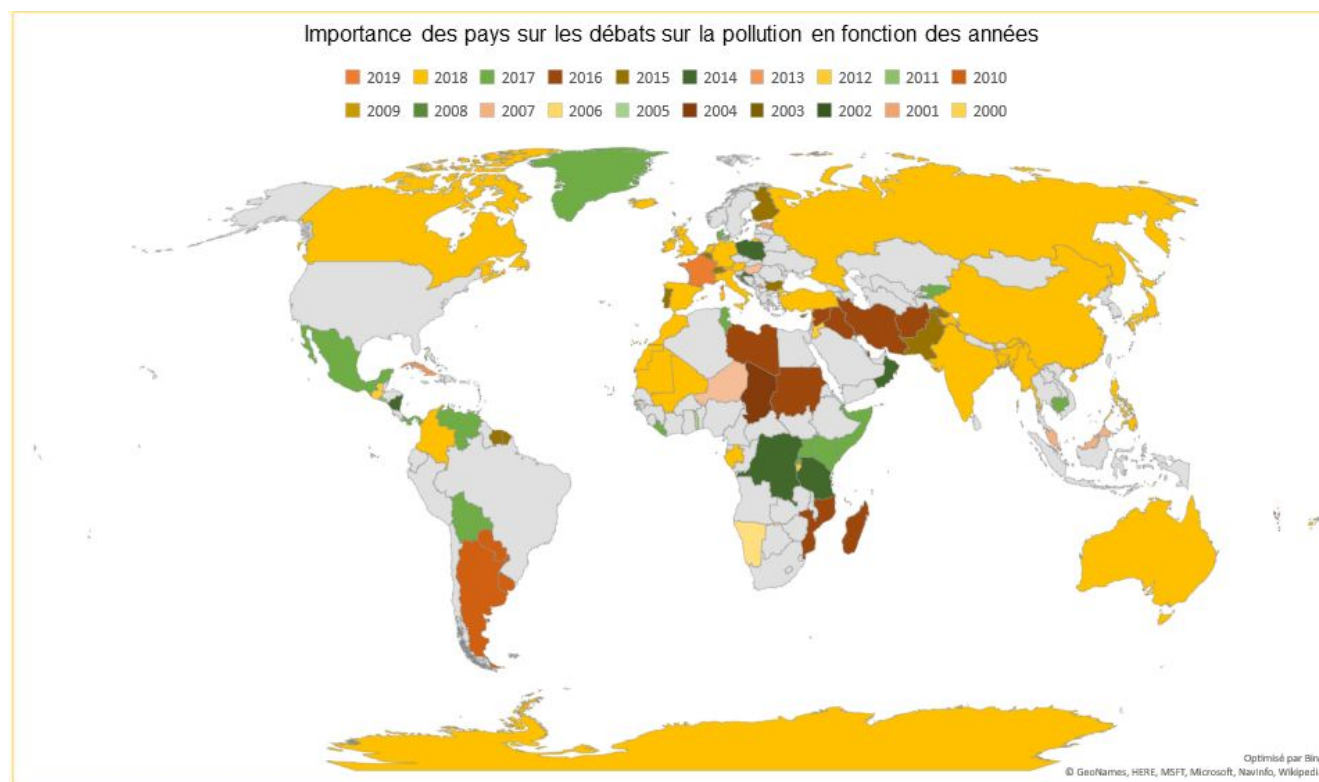 Importance des pays sur les débats sur la pollution en fonction des années
2019 2018 2017 2016 2015 2014 2013 2012 2011 2010
2009 2008 2007 2006 2005 2004 2003 2002 2001 2000
Optimisé par Bin
© GeoNames, HERE, MSFT, Microsoft, NavInfo, Wikipedi